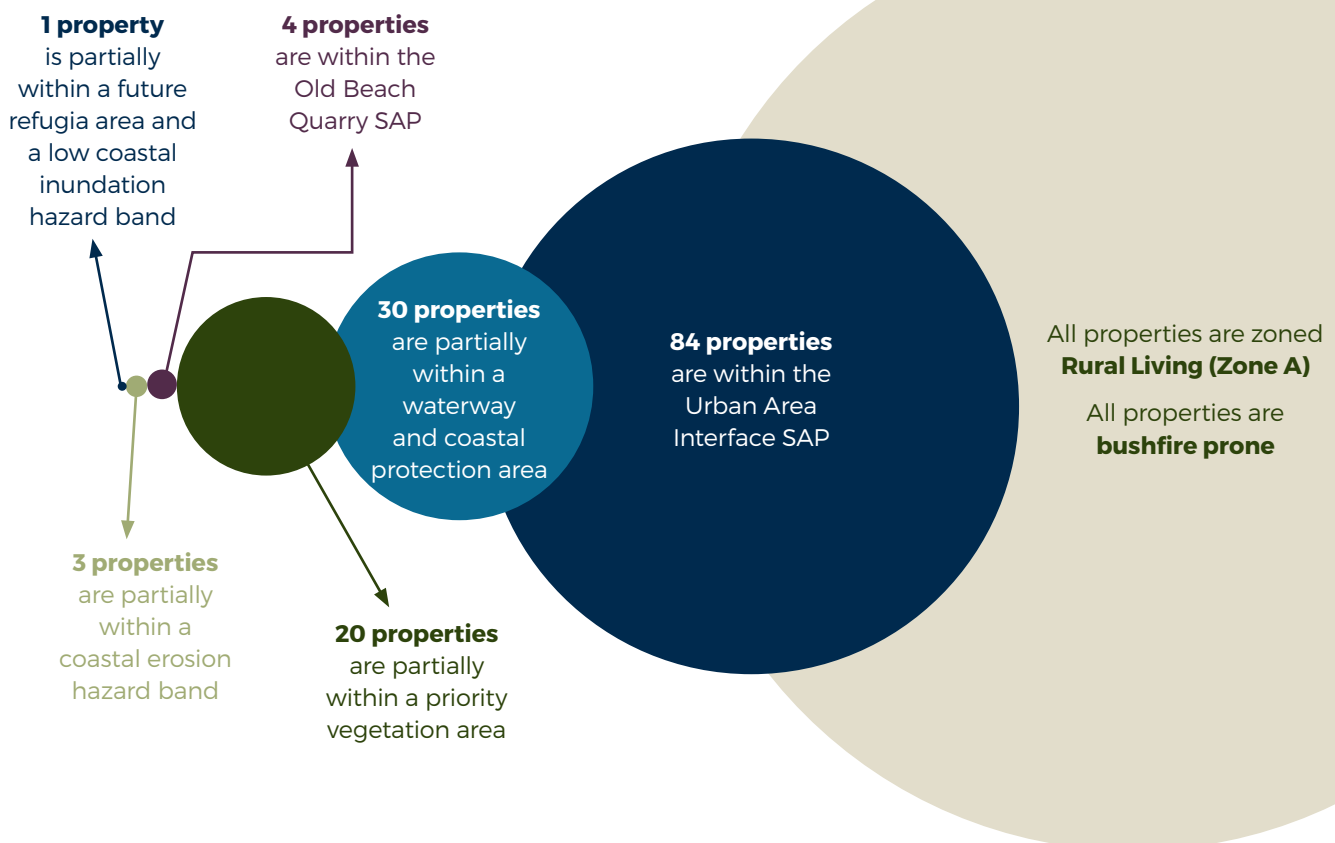 1 property
is partially
within a future
refugia area and
a low coastal
inundation
hazard band
4 properties
are within the
Old Beach
Quarry SAP
30 properties
are partially
within a
waterway
and coastal
protection area
84 properties
are within the
Urban Area
Interface SAP
All properties are zoned
Rural Living (Zone A)
All properties are
bushfire prone
3 properties
are partially
within a
coastal erosion
hazard band
20 properties
are partially
within a priority
vegetation area